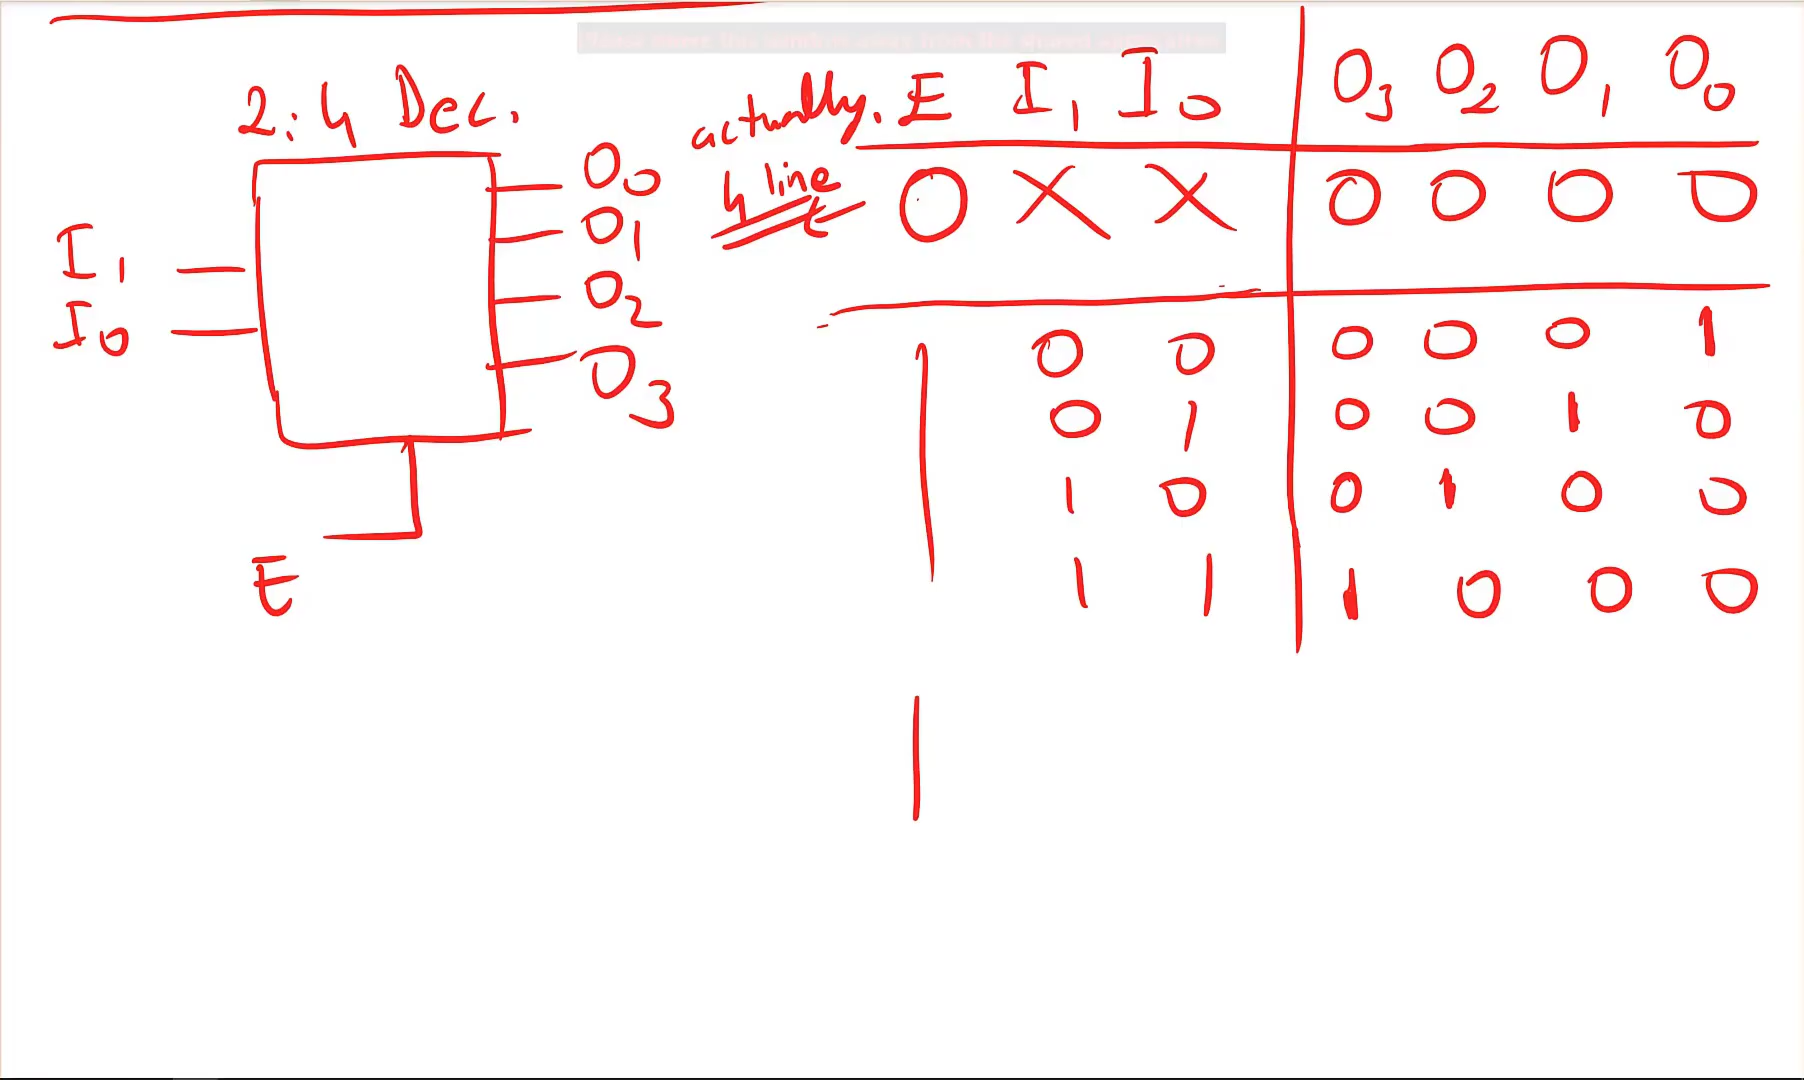 2:4 Dec.
O0
O1
O2
O3
I1
I0
E
actually.
4 line
E I1 I0 O3 O2 O1 O0
0 X X 0 0 0 0
1 0 0 0 0 0 1
0 1 0 0 1 0
1 0 0 1 0 0
1 1 1 0 0 0
1